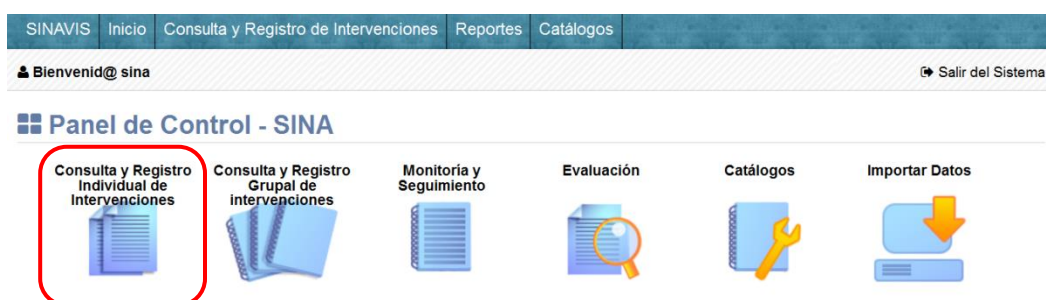 SINAVIS Inicio Consulta y Registro de Intervenciones Reportes Catálogos
Bienvenid@ sina
Salir del Sistema
Panel de Control - SINA
Consulta y Registro
Individual de
Intervenciones
Consulta y Registro
Grupal de
intervenciones
Monitoría y
Seguimiento
Evaluación
Catálogos
Importar Datos